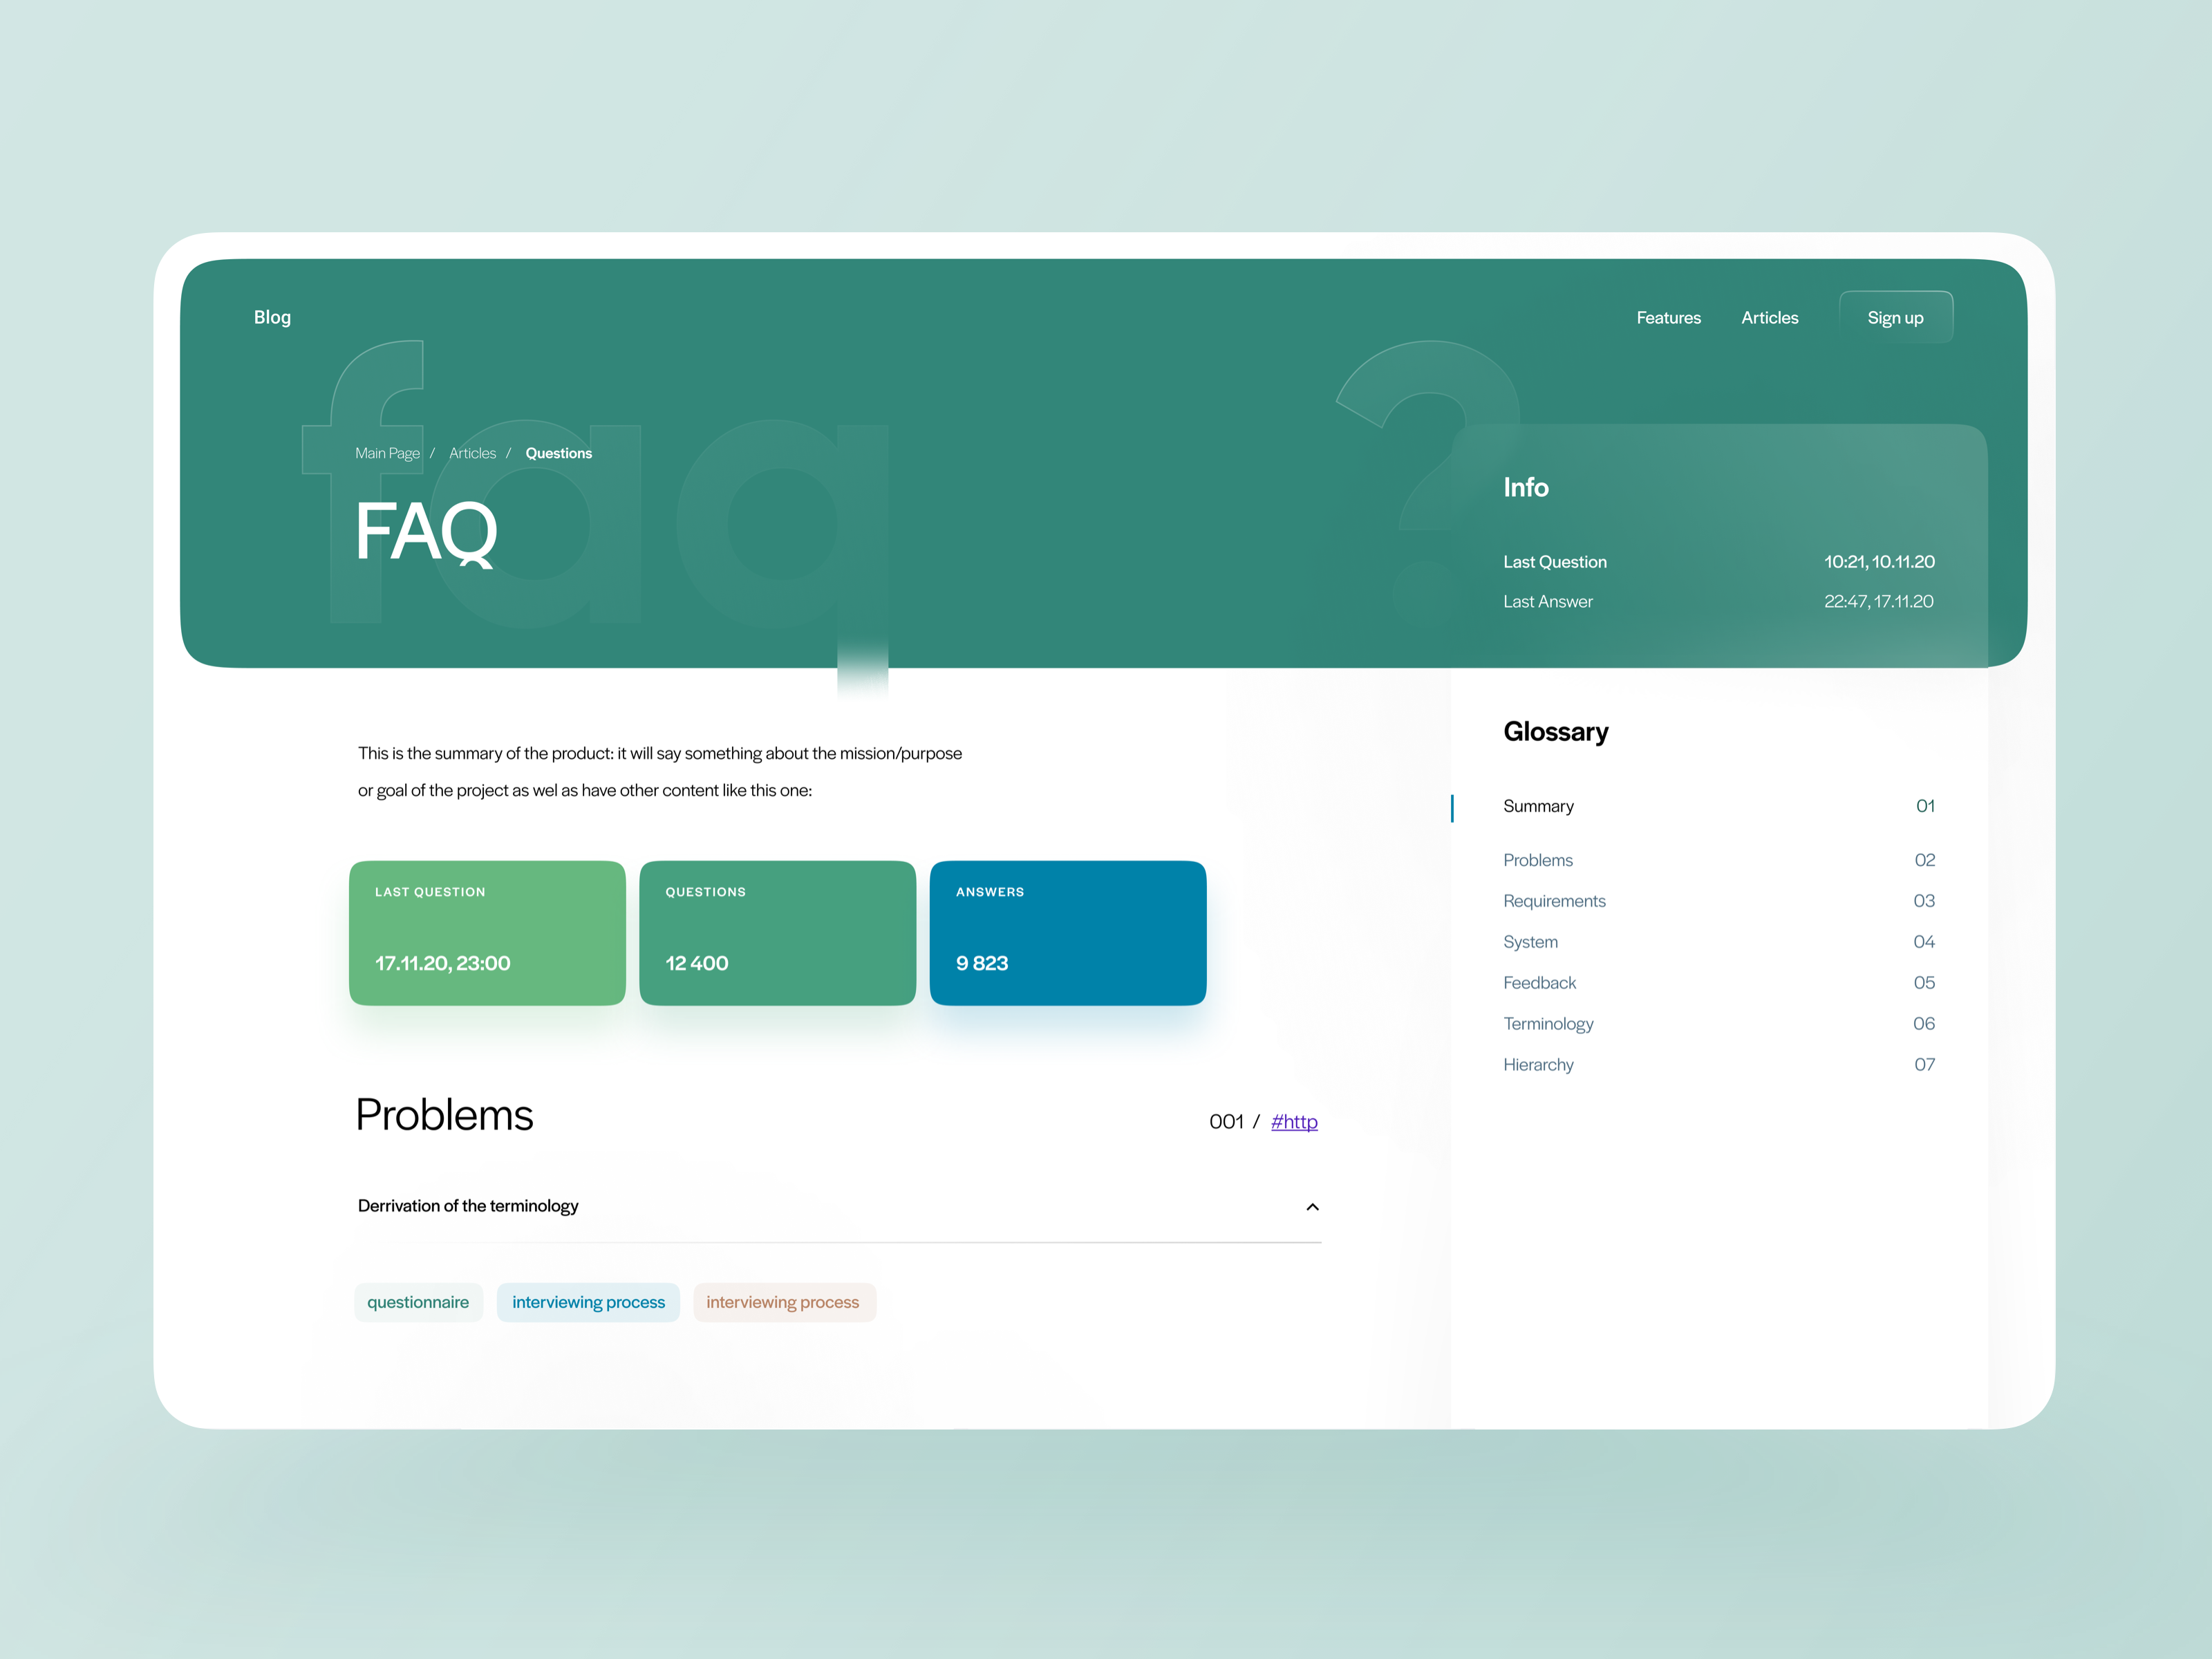 Blog
Features
Articles
Sign up
faq ?
Main Page / Articles / Questions
FAQ
Info
Last Question 10:21, 10.11.20
Last Answer 22:47, 17.11.20
This is the summary of the product: it will say something about the mission/purpose
or goal of the project as wel as have other content like this one:
LAST QUESTION
17.11.20, 23:00
QUESTIONS
12 400
ANSWERS
9 823
Problems
001 / #http
Derrivation of the terminology
questionnaire
interviewing process
interviewing process
Glossary
Summary 01
Problems 02
Requirements 03
System 04
Feedback 05
Terminology 06
Hierarchy 07